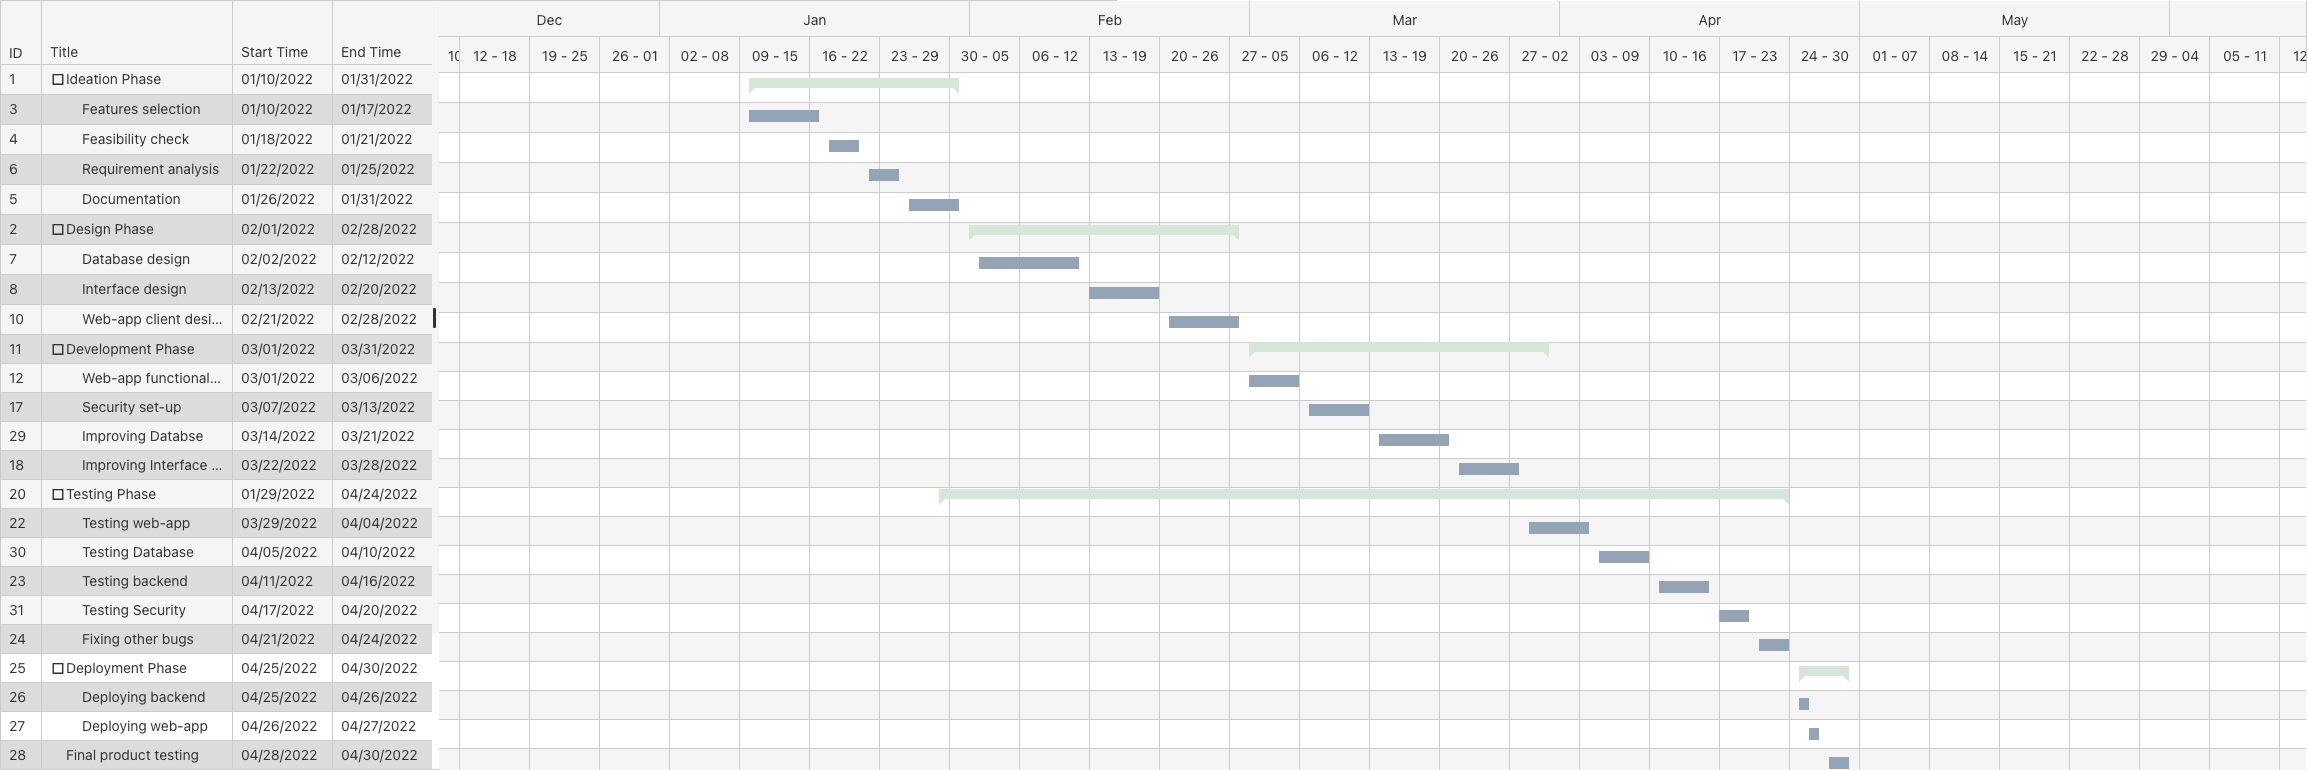 Dec Jan Feb Mar Apr May
ID Title Start Time End Time 10 12 - 18 19 - 25 26 - 01 02 - 08 09 - 15 16 - 22 23 - 29 30 - 05 06 - 12 13 - 19 20 - 26 27 - 05 06 - 12 13 - 19 20 - 26 27 - 02 03 - 09 10 - 16 17 - 23 24 - 30 01 - 07 08 - 14 15 - 21 22 - 28 29 - 04 05 - 11 12
1 Ideation Phase 01/10/2022 01/31/2022
3 Features selection 01/10/2022 01/17/2022
4 Feasibility check 01/18/2022 01/21/2022
6 Requirement analysis 01/22/2022 01/25/2022
5 Documentation 01/26/2022 01/31/2022
2 Design Phase 02/01/2022 02/28/2022
7 Database design 02/02/2022 02/12/2022
8 Interface design 02/13/2022 02/20/2022
10 Web-app client desi... 02/21/2022 02/28/2022
11 Development Phase 03/01/2022 03/31/2022
12 Web-app functional... 03/01/2022 03/06/2022
17 Security set-up 03/07/2022 03/13/2022
29 Improving Databse 03/14/2022 03/21/2022
18 Improving Interface ... 03/22/2022 03/28/2022
20 Testing Phase 01/29/2022 04/24/2022
22 Testing web-app 03/29/2022 04/04/2022
30 Testing Database 04/05/2022 04/10/2022
23 Testing backend 04/11/2022 04/16/2022
31 Testing Security 04/17/2022 04/20/2022
24 Fixing other bugs 04/21/2022 04/24/2022
25 Deployment Phase 04/25/2022 04/30/2022
26 Deploying backend 04/25/2022 04/26/2022
27 Deploying web-app 04/26/2022 04/27/2022
28 Final product testing 04/28/2022 04/30/2022